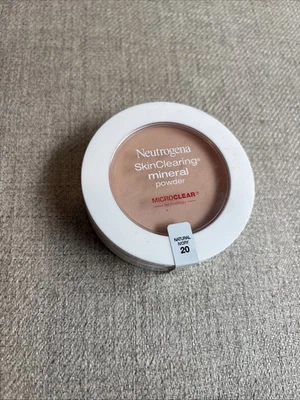 Neutrogena
SkinClearing®
mineral
powder
MICROCLEAR®
NATURAL
IVORY
20